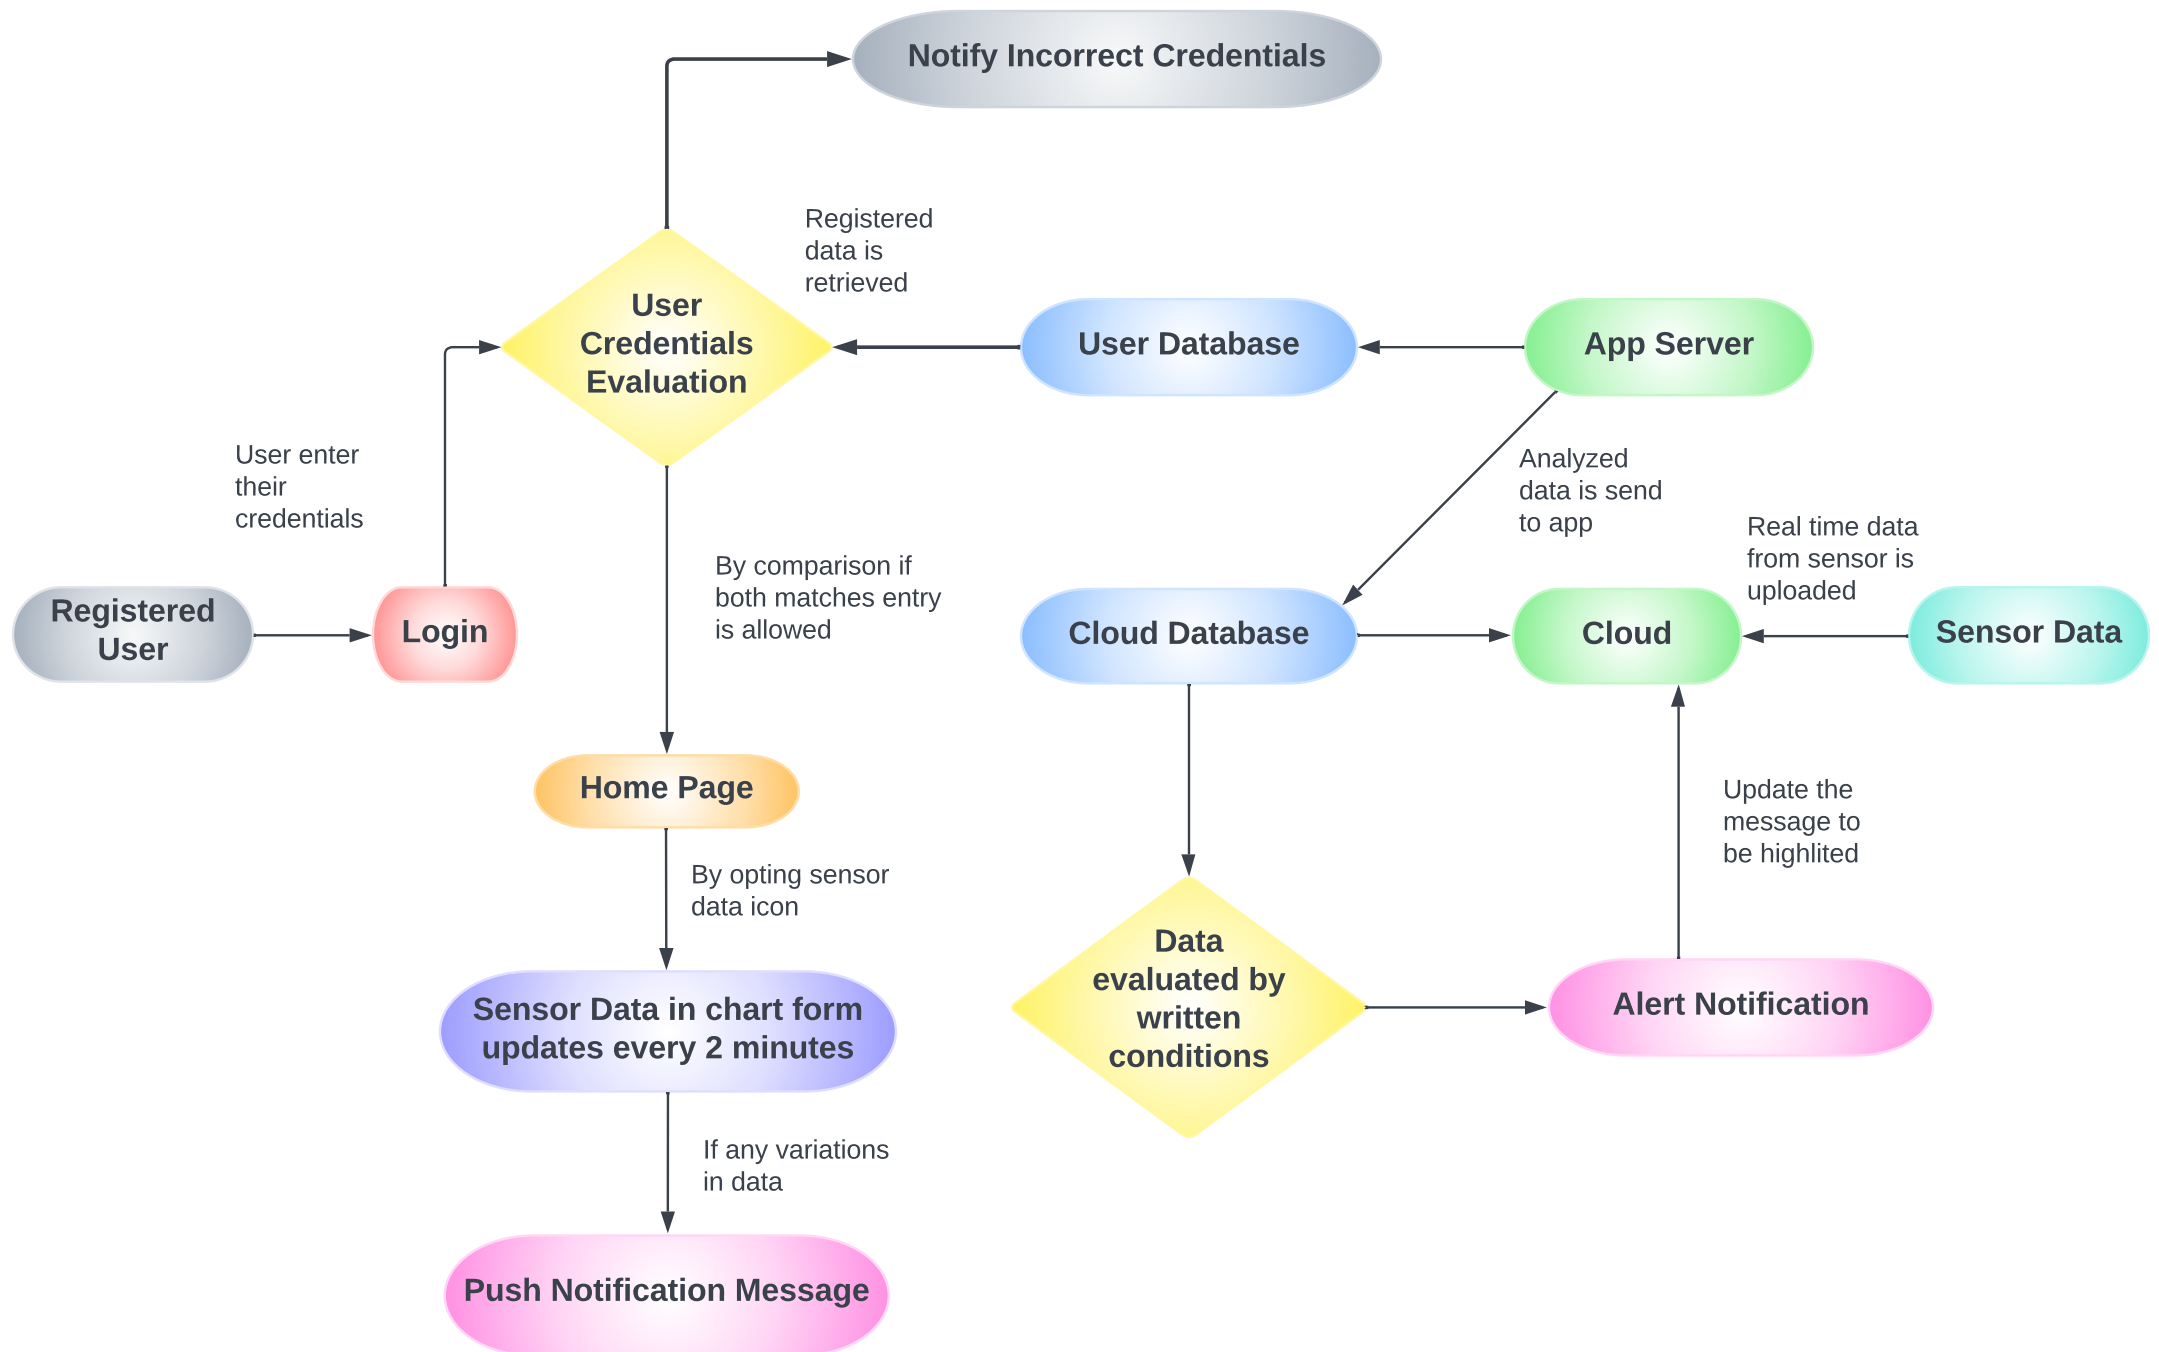 Notify Incorrect Credentials
Registered
data is
retrieved
User
Credentials
Evaluation
User Database
App Server
User enter
their
credentials
Analyzed
data is send
to app
Real time data
from sensor is
uploaded
By comparison if
both matches entry
is allowed
Registered
User
Login
Cloud Database
Cloud
Sensor Data
Home Page
Update the
message to
be highlited
By opting sensor
data icon
Data
evaluated by
written
conditions
Alert Notification
Sensor Data in chart form
updates every 2 minutes
If any variations
in data
Push Notification Message